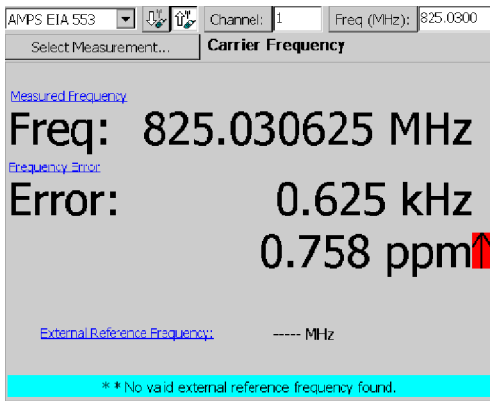 AMPS EIA 553 Channel: 1 Freq (MHz): 825.0300
Select Measurement... Carrier Frequency
Measured Frequency
Freq: 825.030625 MHz
Frequency Error
Error: 0.625 kHz
0.758 ppm
External Reference Frequency: ----- MHz
* * No valid external reference frequency found.